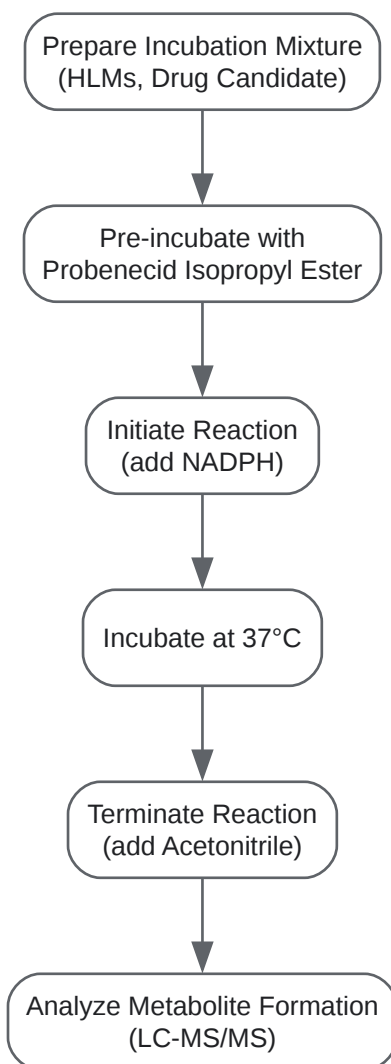 Prepare Incubation Mixture
(HLMs, Drug Candidate)
Pre-incubate with
Probenecid Isopropyl Ester
Initiate Reaction
(add NADPH)
Incubate at 37°C
Terminate Reaction
(add Acetonitrile)
Analyze Metabolite Formation
(LC-MS/MS)